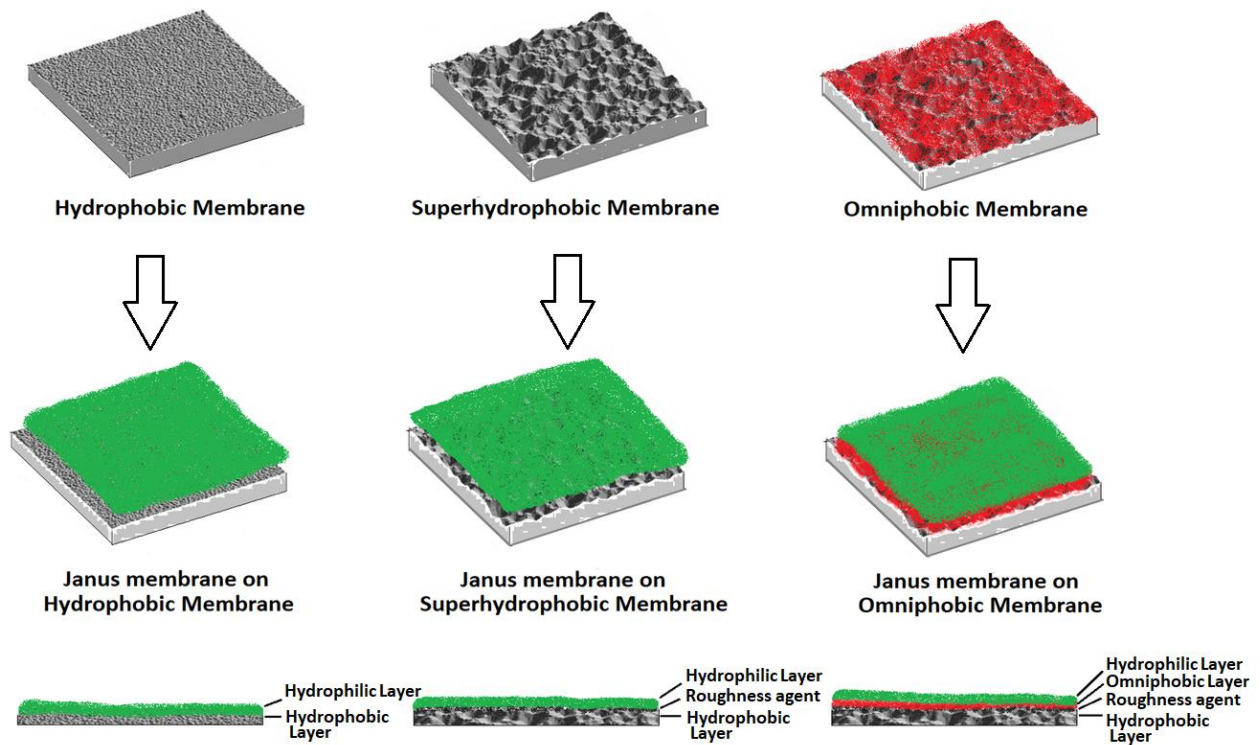 Hydrophobic Membrane
Superhydrophobic Membrane
Omniphobic Membrane
Janus membrane on
Hydrophobic Membrane
Janus membrane on
Superhydrophobic Membrane
Janus membrane on
Omniphobic Membrane
Hydrophilic Layer
Hydrophobic
Layer
Hydrophilic Layer
Roughness agent
Hydrophobic Layer
Hydrophilic Layer
Omniphobic Layer
Roughness agent
Hydrophobic
Layer